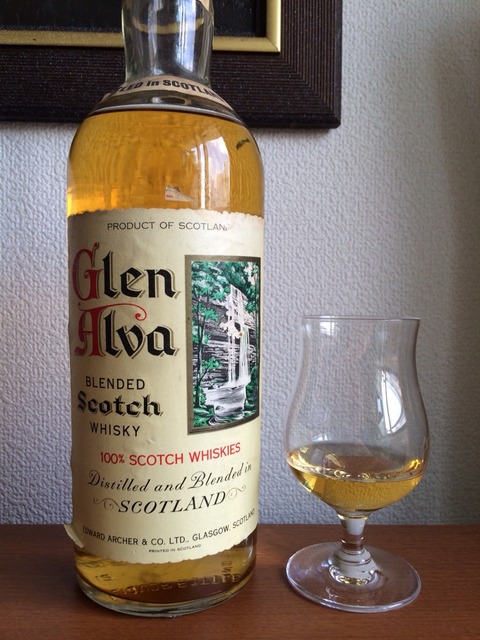 PRODUCT OF SCOTLAND
Glen
Alva
BLENDED
Scotch
WHISKY
100% SCOTCH WHISKIES
Distilled and Blended in
SCOTLAND
EDWARD ARCHER & CO. LTD., GLASGOW, SCOTLAND
PRINTED IN SCOTLAND